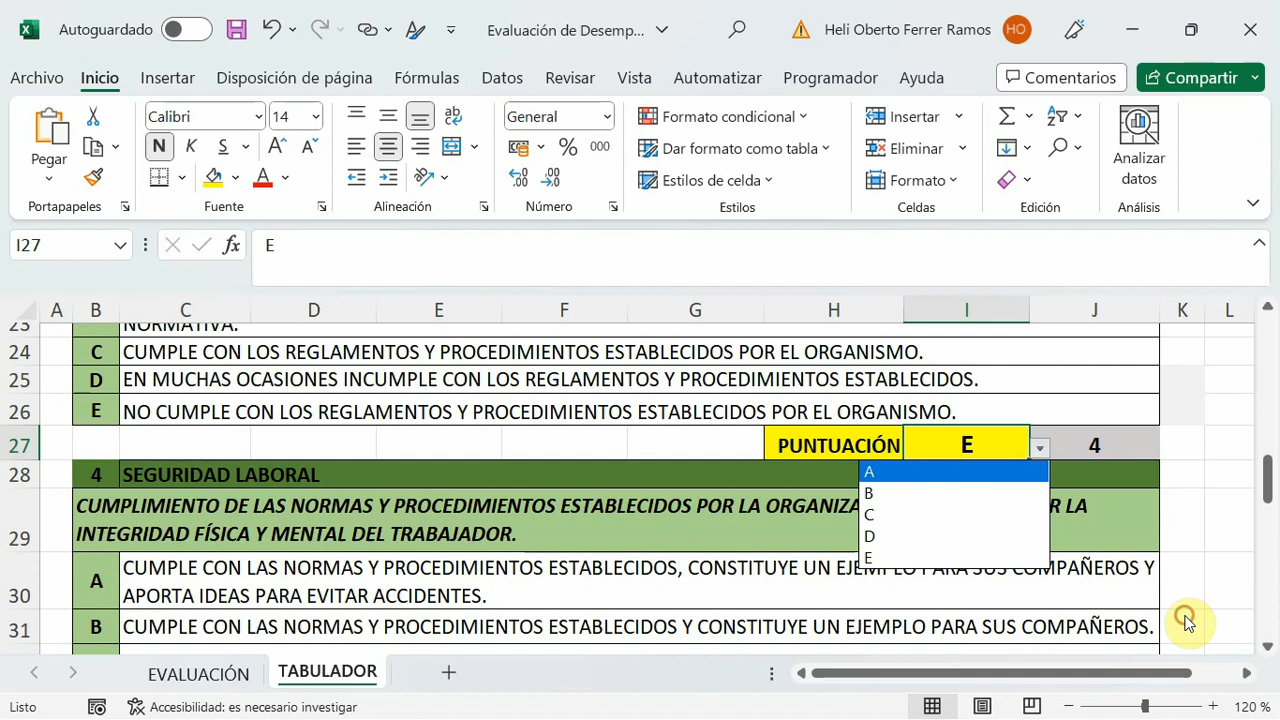 Autoguardado
Evaluación de Desemp...
Heli Oberto Ferrer Ramos
HO
Archivo Inicio Insertar Disposición de página Fórmulas Datos Revisar Vista Automatizar Programador Ayuda
Comentarios
Compartir
Pegar
Portapapeles
Calibri 14
N K S A A
A
Fuente
ab
Alineación
General
% 000
Número
Formato condicional
Dar formato como tabla
Estilos de celda
Estilos
Insertar
Eliminar
Formato
Celdas
Edición
Analizar
datos
Análisis
I27
fx
E
A B C D E F G H I J K L
23 NORMATIVA.
24 C CUMPLE CON LOS REGLAMENTOS Y PROCEDIMIENTOS ESTABLECIDOS POR EL ORGANISMO.
25 D EN MUCHAS OCASIONES INCUMPLE CON LOS REGLAMENTOS Y PROCEDIMIENTOS ESTABLECIDOS.
26 E NO CUMPLE CON LOS REGLAMENTOS Y PROCEDIMIENTOS ESTABLECIDOS POR EL ORGANISMO.
27 PUNTUACIÓN E 4
28 4 SEGURIDAD LABORAL
A
B
C
D
E
CUMPLIMIENTO DE LAS NORMAS Y PROCEDIMIENTOS ESTABLECIDOS POR LA LA
29 INTEGRIDAD FÍSICA Y MENTAL DEL TRABAJADOR.
CUMPLE CON LAS NORMAS Y PROCEDIMIENTOS ESTABLECIDOS, CONSTITUYE UN EJEMPLO PARA SUS COMPAÑEROS Y
30 A APORTA IDEAS PARA EVITAR ACCIDENTES.
31 B CUMPLE CON LAS NORMAS Y PROCEDIMIENTOS ESTABLECIDOS Y CONSTITUYE UN EJEMPLO PARA SUS COMPAÑEROS.
EVALUACIÓN TABULADOR
Listo
Accesibilidad: es necesario investigar
120 %